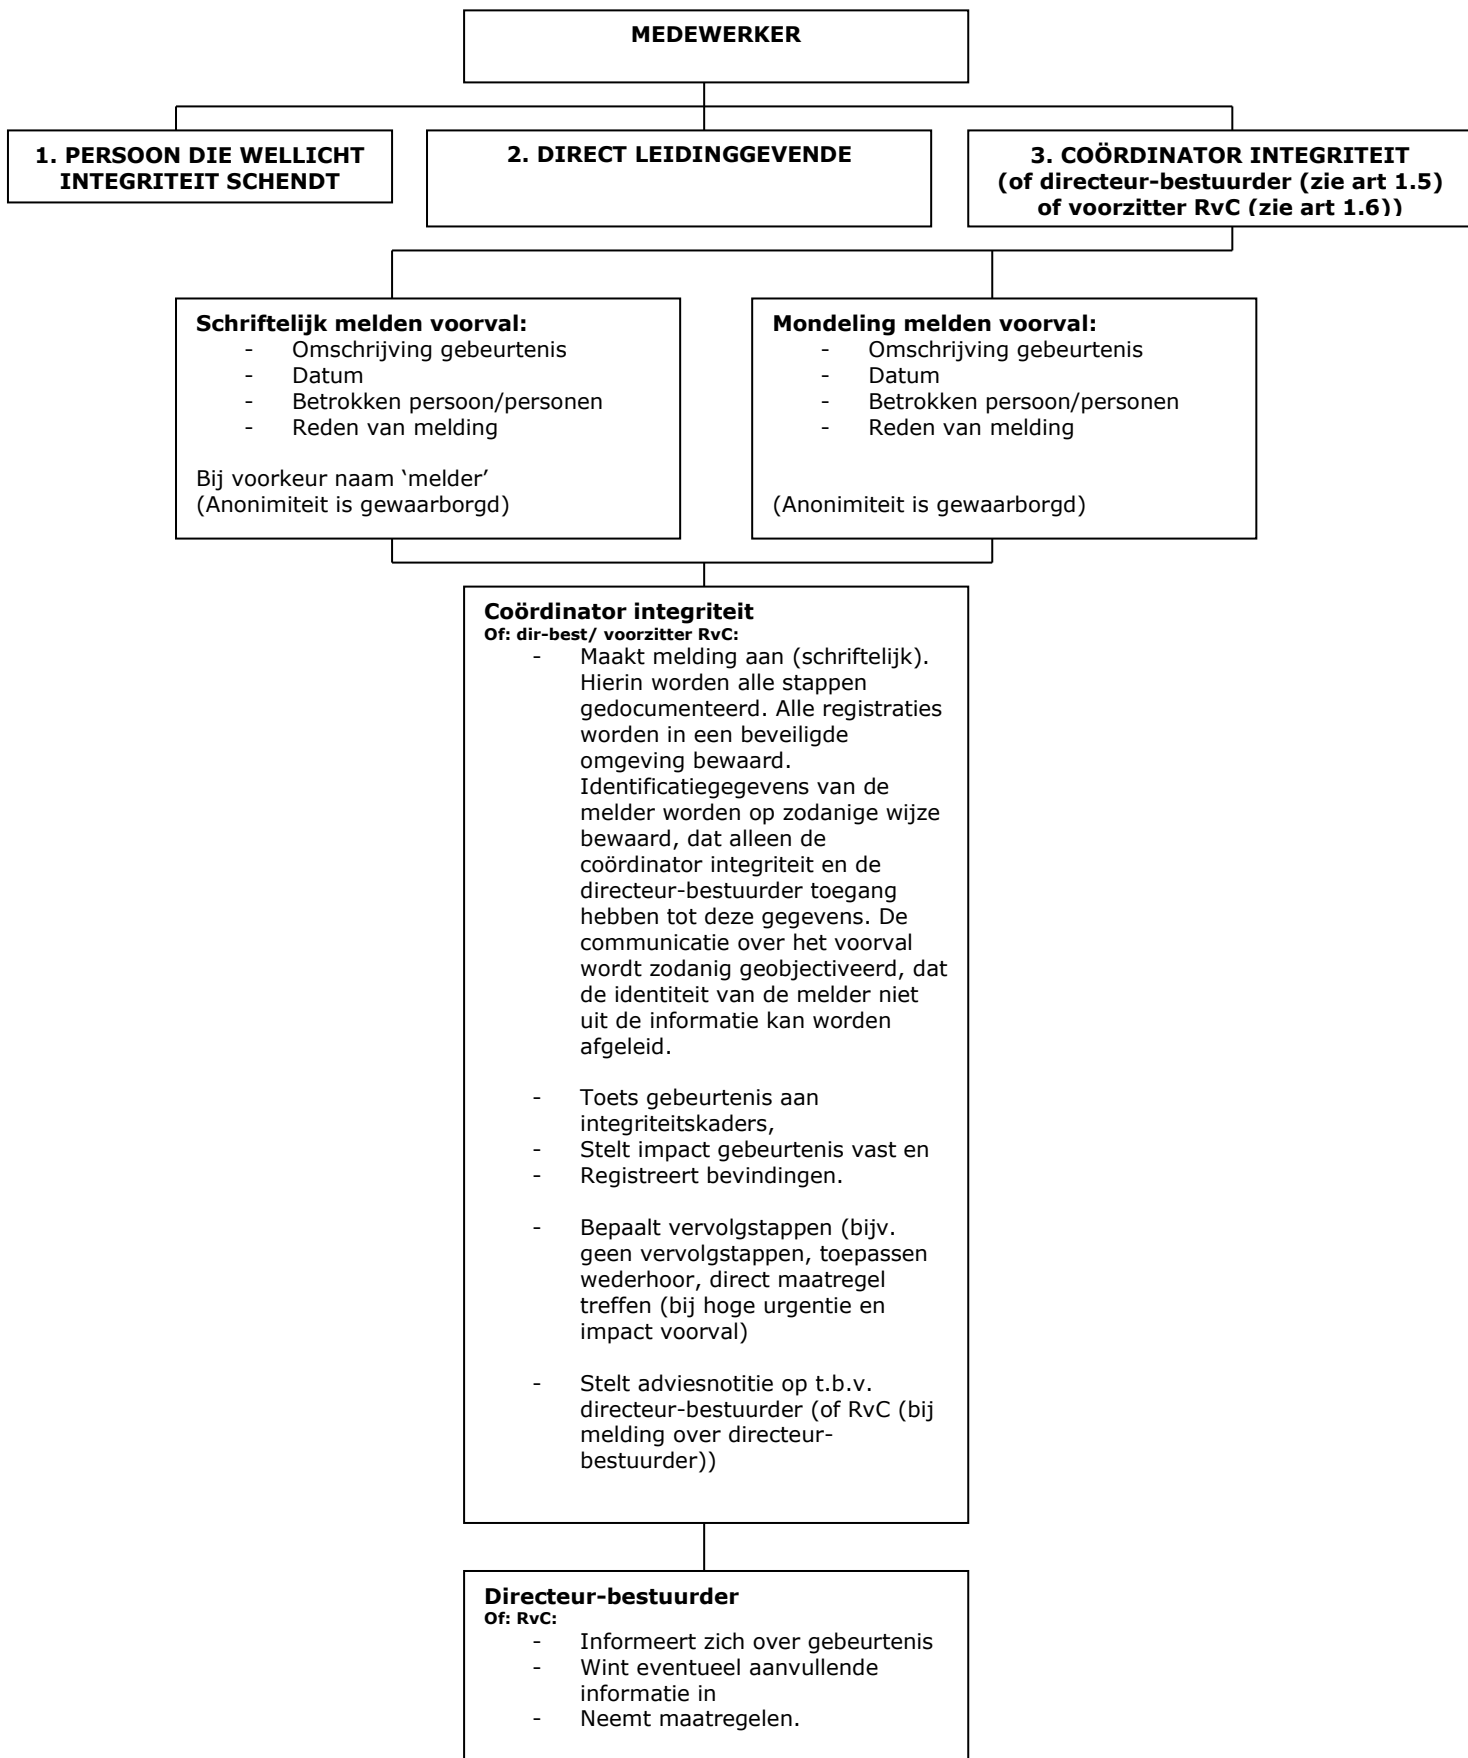 MEDEWERKER
1. PERSOON DIE WELLICHT
INTEGRITEIT SCHENDT
2. DIRECT LEIDINGGEVENDE
3. COÖRDINATOR INTEGRITEIT
(of directeur-bestuurder (zie art 1.5)
of voorzitter RvC (zie art 1.6))
Schriftelijk melden voorval:
- Omschrijving gebeurtenis
- Datum
- Betrokken persoon/personen
- Reden van melding
Bij voorkeur naam ‘melder’
(Anonimiteit is gewaarborgd)
Mondeling melden voorval:
- Omschrijving gebeurtenis
- Datum
- Betrokken persoon/personen
- Reden van melding
(Anonimiteit is gewaarborgd)
Coördinator integriteit
Of: dir-best/ voorzitter RvC:
- Maakt melding aan (schriftelijk).
Hierin worden alle stappen
gedocumenteerd. Alle registraties
worden in een beveiligde
omgeving bewaard.
Identificatiegegevens van de
melder worden op zodanige wijze
bewaard, dat alleen de
coördinator integriteit en de
directeur-bestuurder toegang
hebben tot deze gegevens. De
communicatie over het voorval
wordt zodanig geobjectiveerd, dat
de identiteit van de melder niet
uit de informatie kan worden
afgeleid.
- Toets gebeurtenis aan
integriteitskaders,
- Stelt impact gebeurtenis vast en
- Registreert bevindingen.
- Bepaalt vervolgstappen (bijv.
geen vervolgstappen, toepassen
wederhoor, direct maatregel
treffen (bij hoge urgentie en
impact voorval)
- Stelt adviesnotitie op t.b.v.
directeur-bestuurder (of RvC (bij
melding over directeur-
bestuurder))
Directeur-bestuurder
Of: RvC:
- Informeert zich over gebeurtenis
- Wint eventueel aanvullende
informatie in
- Neemt maatregelen.